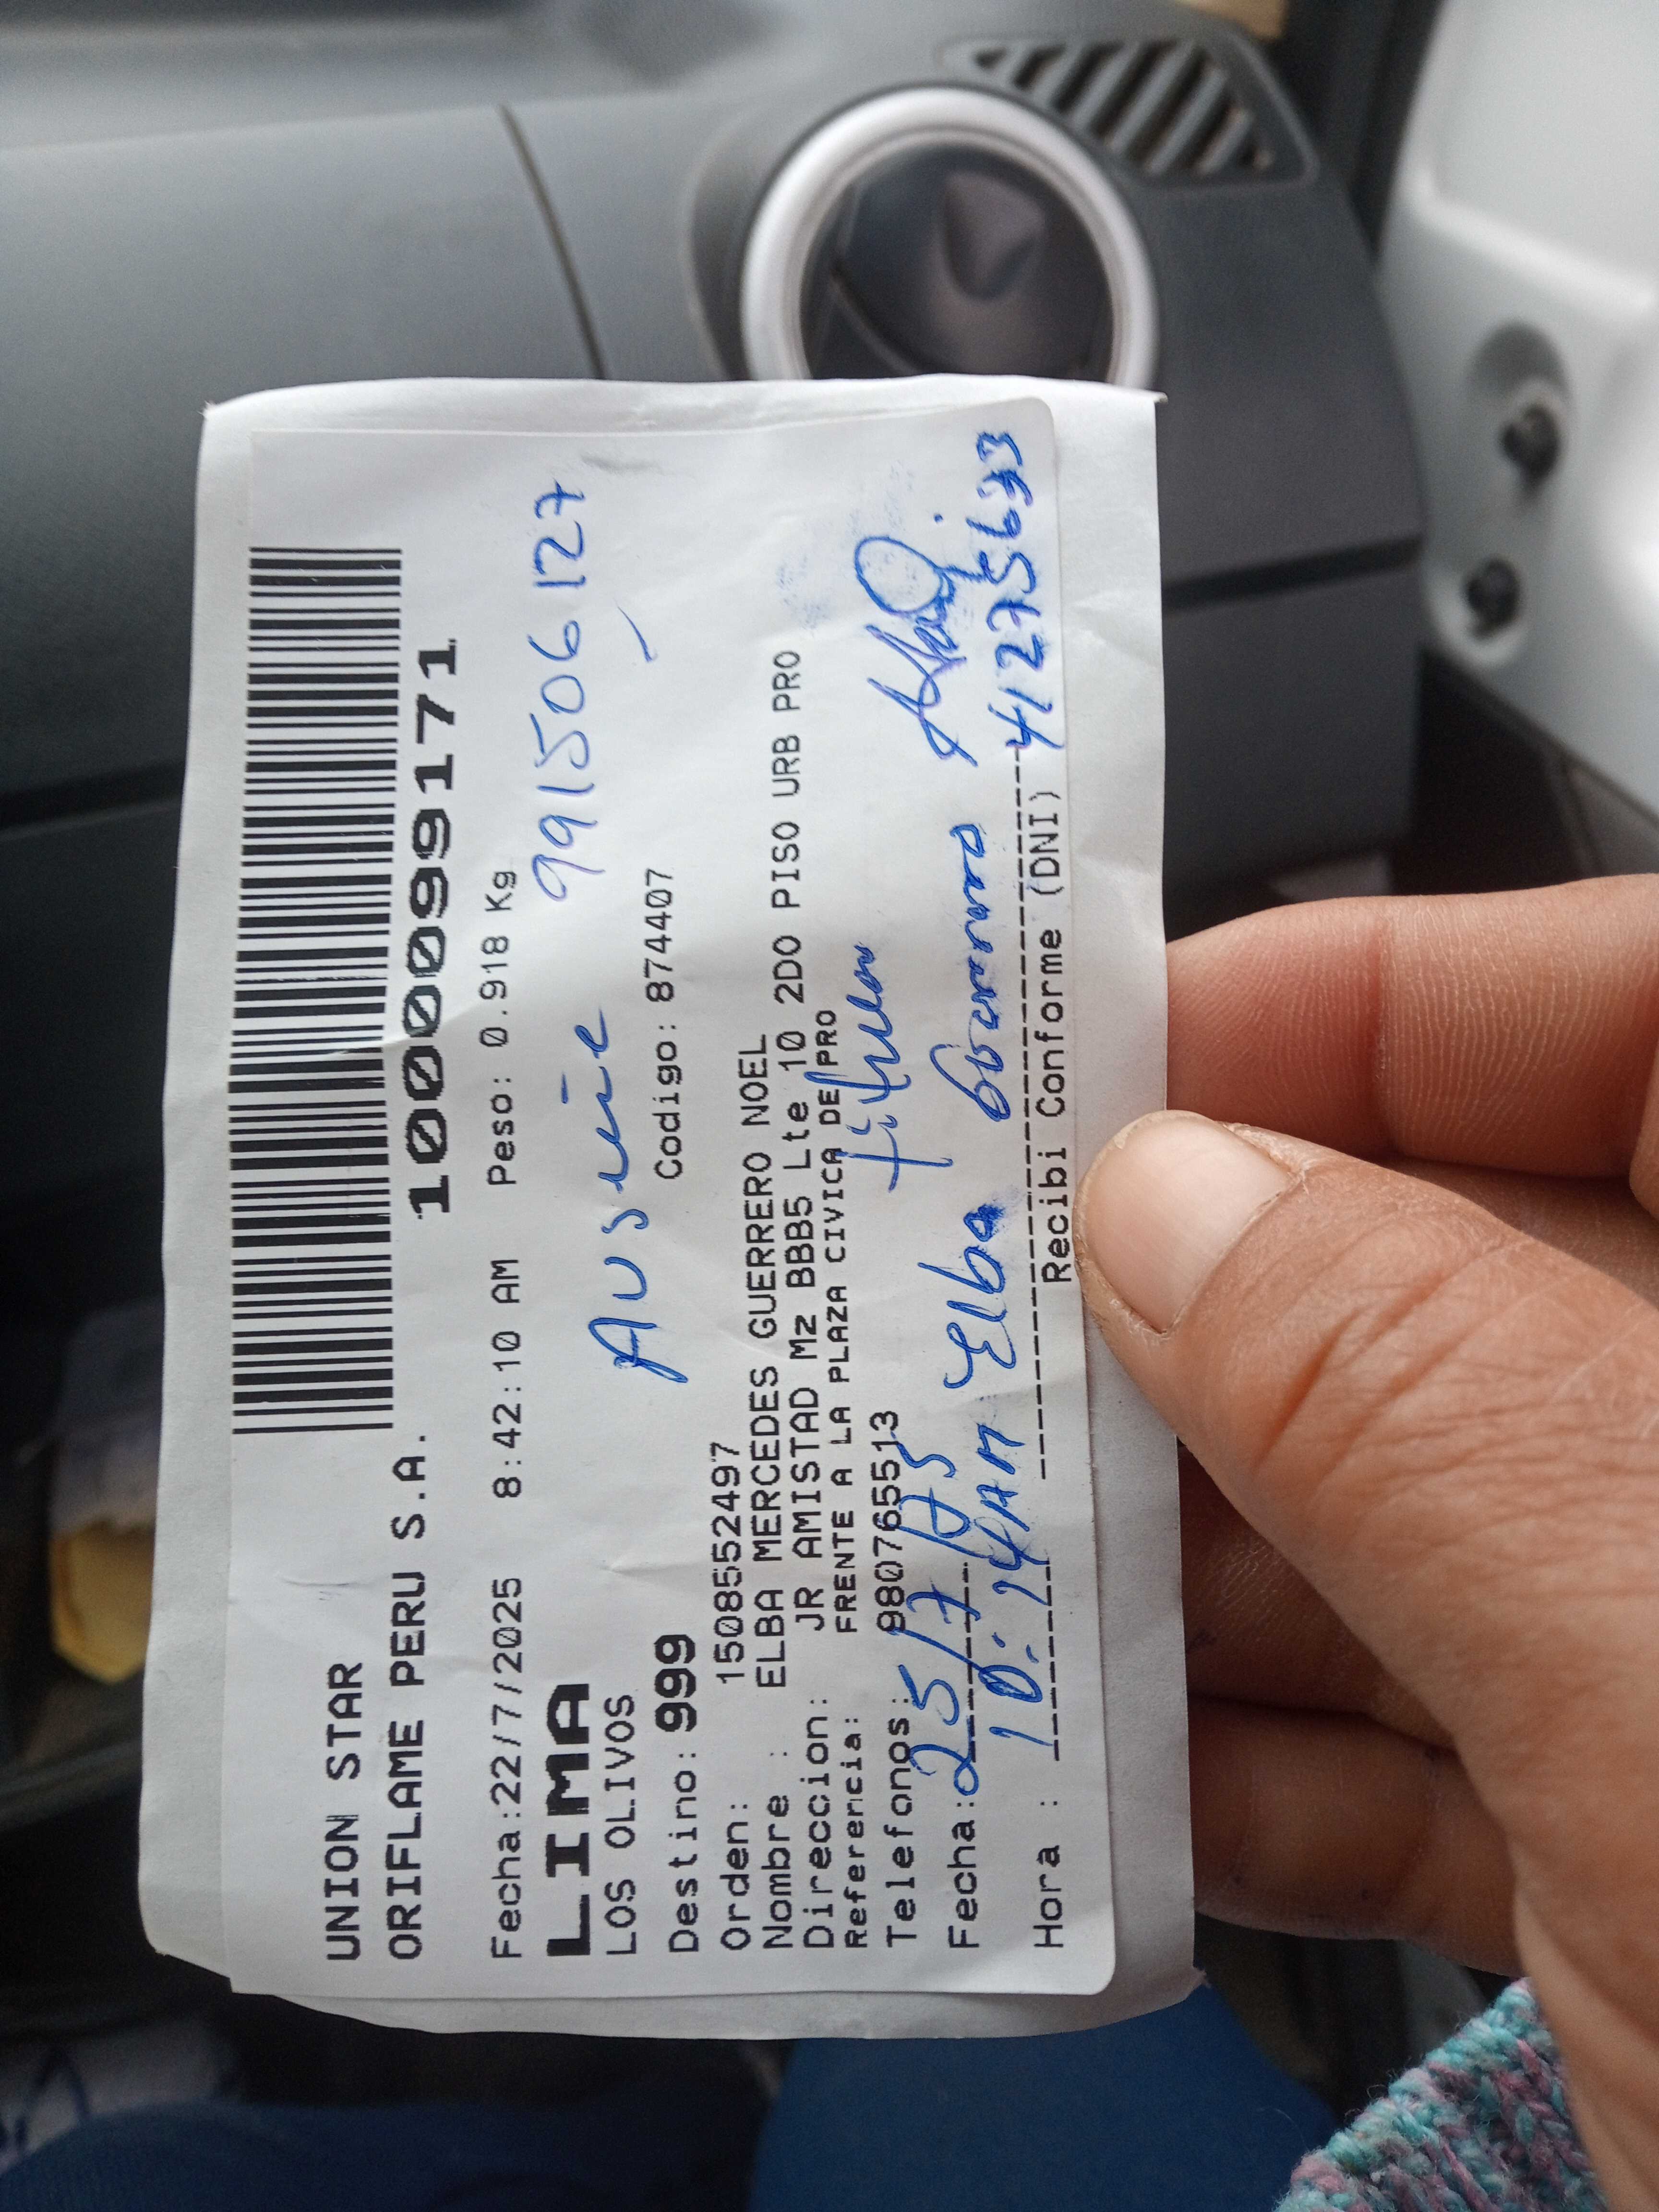 UNION STAR
ORIFLAME PERU S.A.
1000099171
Fecha:22/7/2025 8:42:10 AM Peso: 0.918 Kg
LIMA
991506127
LOS OLIVOS
Destino: 999 Codigo: 874407
Orden: 1508552497
Nombre : ELBA MERCEDES GUERRERO NOEL
Direccion: JR AMISTAD Mz BBB5 Lte 10 2DO PISO URB PRO
Referencia: FRENTE A LA PLAZA CIVICA DE PRO
Telefonos: 980765513
titular
Fecha: 25/7/25 Elba Guerrero
Hora : 10:24AM 41275633
Recibi Conforme (DNI)